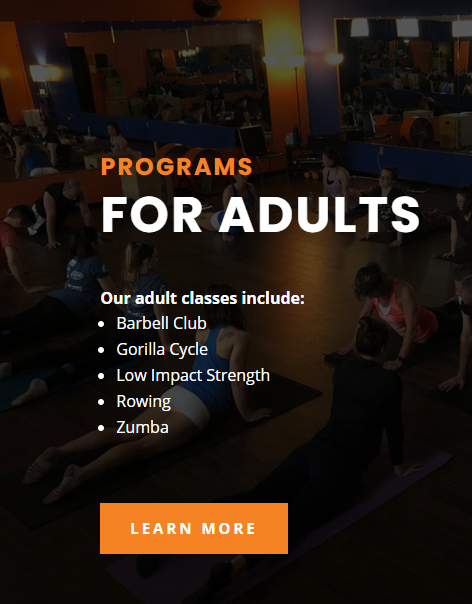 PROGRAMS
FOR ADULTS
Our adult classes include:
• Barbell Club
• Gorilla Cycle
• Low Impact Strength
• Rowing
• Zumba
LEARN MORE